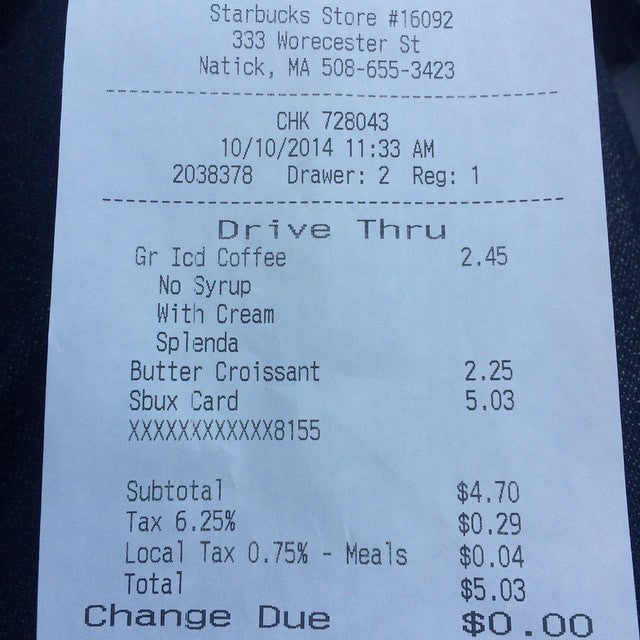 Starbucks Store #16092
333 Worecester St
Natick, MA 508-655-3423
CHK 728043
10/10/2014 11:33 AM
2038378 Drawer: 2 Reg: 1
Drive Thru
Gr Icd Coffee 2.45
No Syrup
With Cream
Splenda
Butter Croissant 2.25
Sbux Card 5.03
XXXXXXXXXXXX8155
Subtotal $4.70
Tax 6.25% $0.29
Local Tax 0.75% - Meals $0.04
Total $5.03
Change Due $0.00